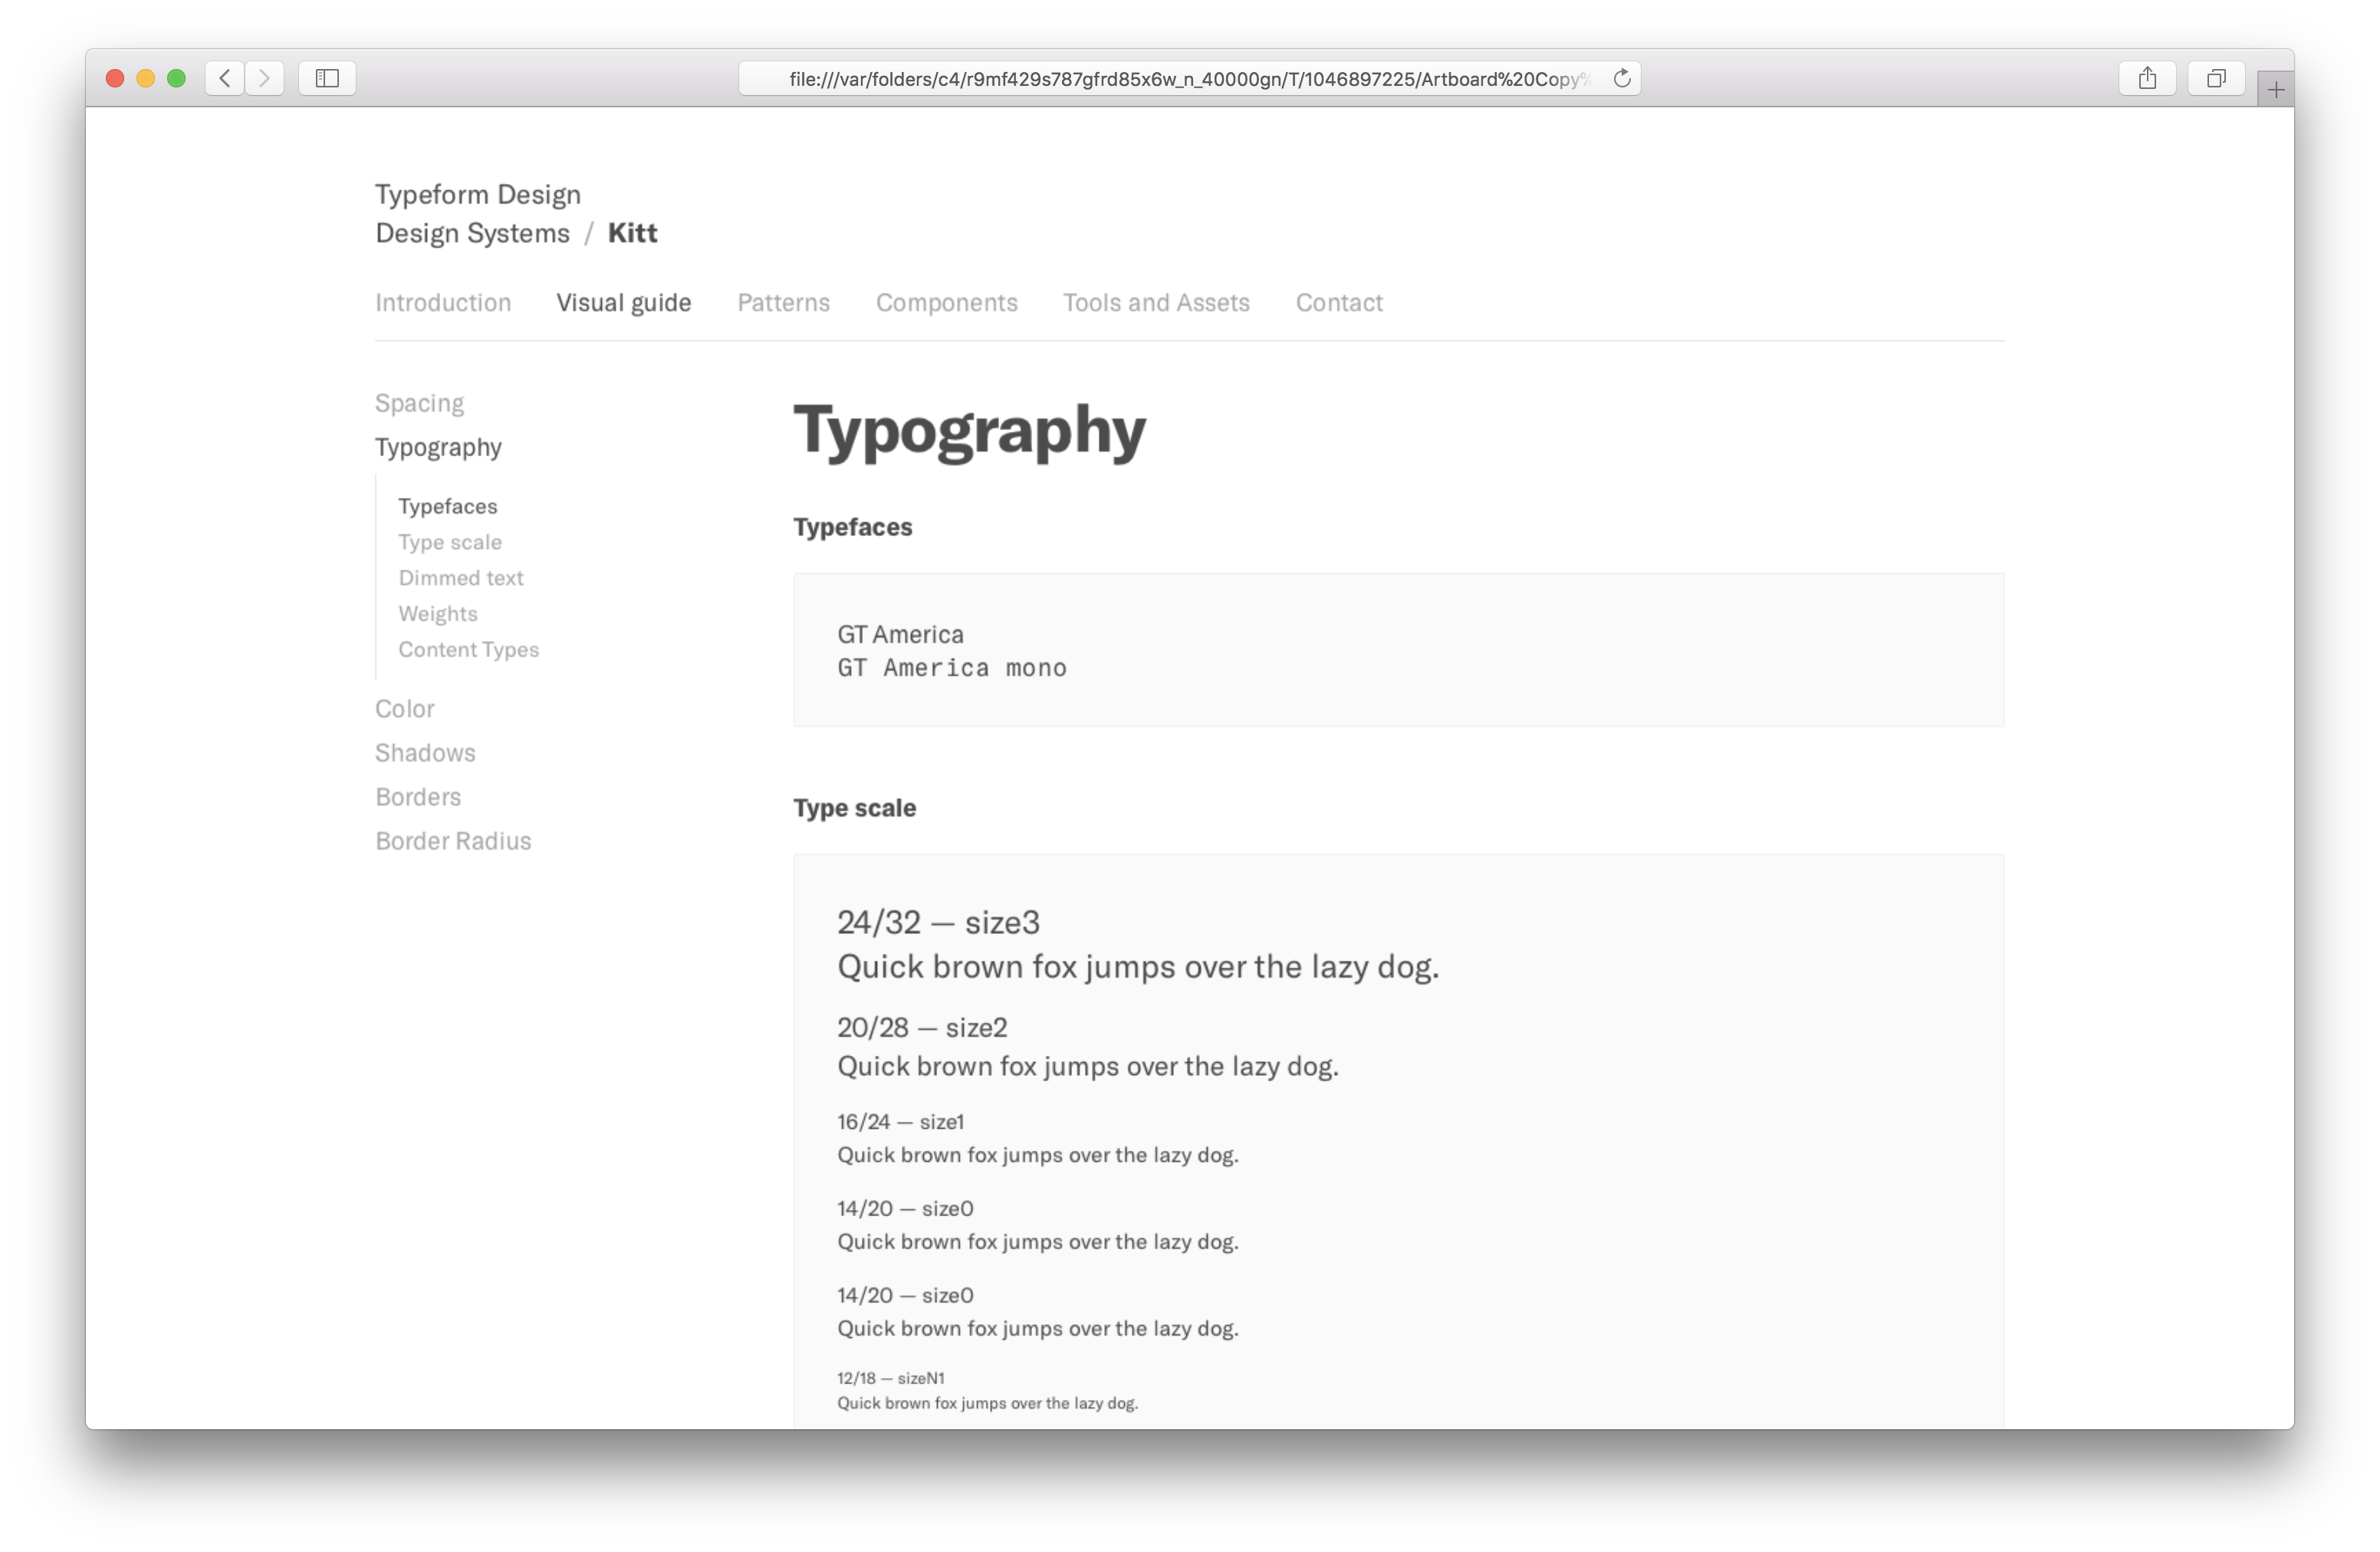 file:///var/folders/c4/r9mf429s787gfrd85x6w_n_40000gn/T/1046897225/Artboard%20Copy%
Typeform Design
Design Systems / Kitt
Introduction Visual guide Patterns Components Tools and Assets Contact
Spacing
Typography
Typefaces
Type scale
Dimmed text
Weights
Content Types
Color
Shadows
Borders
Border Radius
Typography
Typefaces
GT America
GT America mono
Type scale
24/32 — size3
Quick brown fox jumps over the lazy dog.
20/28 — size2
Quick brown fox jumps over the lazy dog.
16/24 — size1
Quick brown fox jumps over the lazy dog.
14/20 — size0
Quick brown fox jumps over the lazy dog.
14/20 — size0
Quick brown fox jumps over the lazy dog.
12/18 — sizeN1
Quick brown fox jumps over the lazy dog.